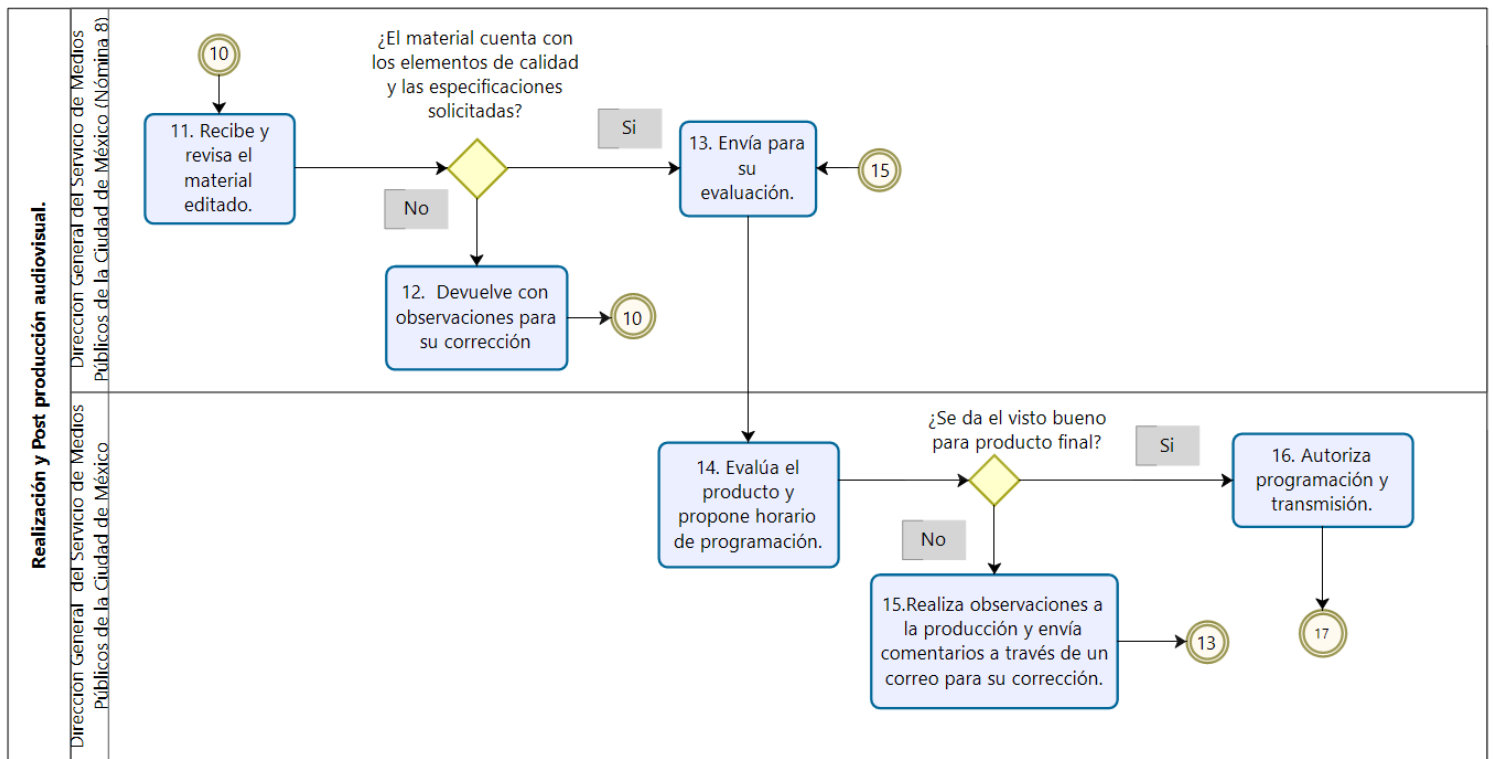 Realización y Post producción audiovisual.
Dirección General del Servicio de Medios
Públicos de la Ciudad de México (Nómina 8)
10
¿El material cuenta con
los elementos de calidad
y las especificaciones
solicitadas?
11. Recibe y
revisa el
material
editado.
Si
13. Envía para
su
evaluación.
15
No
12.  Devuelve con
observaciones para
su corrección
10
Dirección General  del Servicio de Medios
Públicos de la Ciudad de México
14. Evalúa el
producto y
propone horario
de programación.
¿Se da el visto bueno
para producto final?
Si
16. Autoriza
programación y
transmisión.
No
15.Realiza observaciones a
la producción y envía
comentarios a través de un
correo para su corrección.
13
17